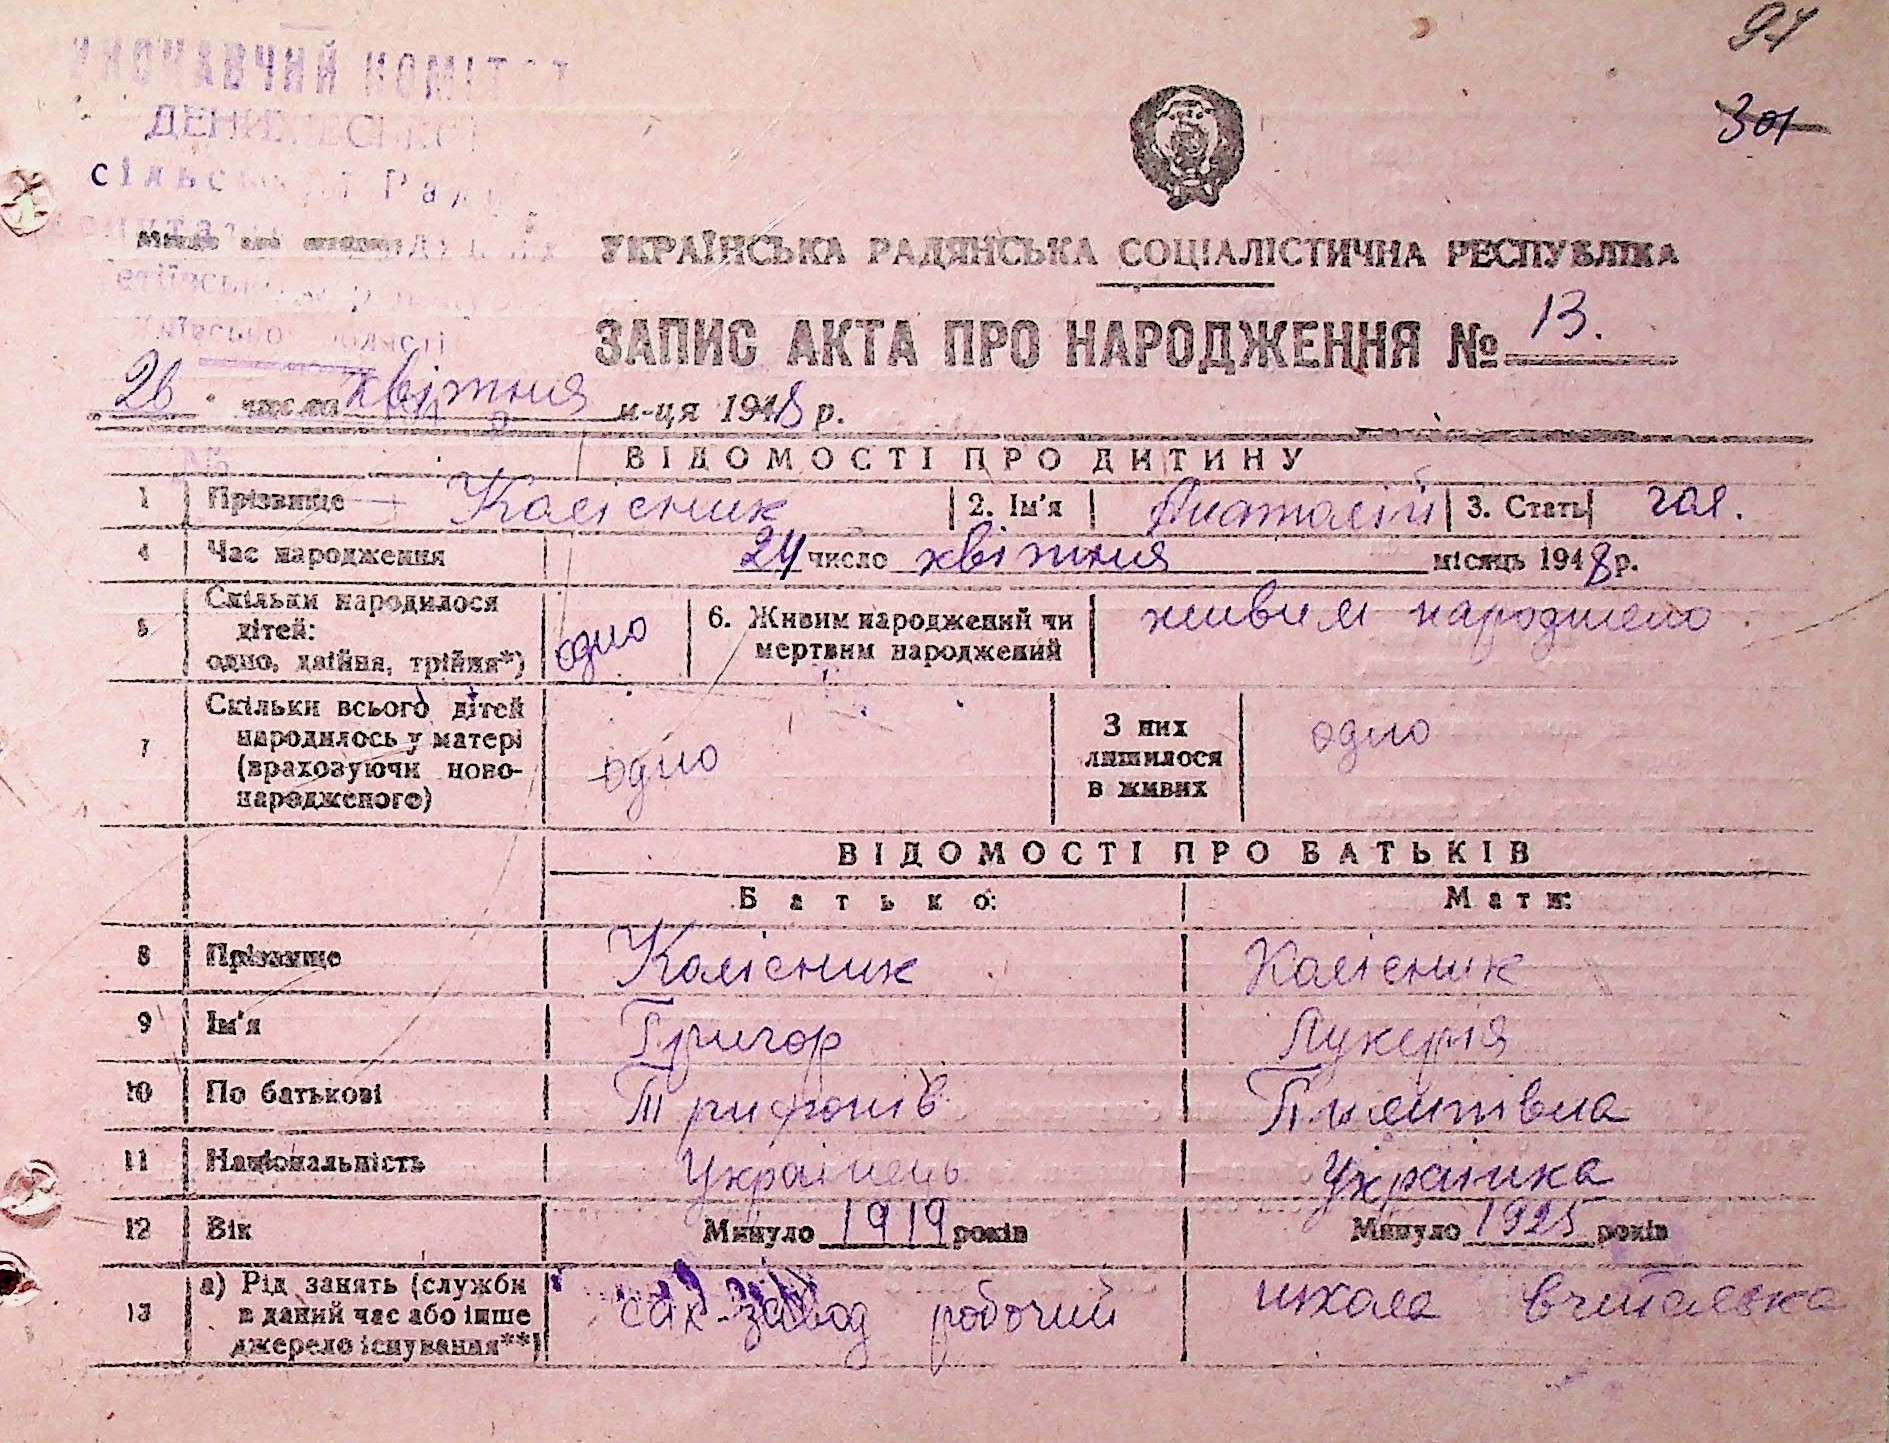 94
301
сільської Ради
УКРАЇНСЬКА РАДЯНСЬКА СОЦІАЛІСТИЧНА РЕСПУБЛІКА
ЗАПИС АКТА ПРО НАРОДЖЕННЯ № 13.
26 числа квітня м-ця 1948 р.
ВІДОМОСТІ ПРО ДИТИНУ
1 Прізвище Колісник 2. Ім'я Анатолій 3. Стать чол.
4 Час народження 24 число квітня місяць 1948 р.
5 Скільки народилося дітей: одно, двійня, трійня*) одно 6. Живим народжений чи мертвим народжений живим народжено
7 Скільки всього дітей народилось у матері (враховуючи новонародженого) одно З них лишилося в живих одно
ВІДОМОСТІ ПРО БАТЬКІВ
Батько: Мати:
8 Прізвище Колісник Колісник
9 Ім'я Григор Лукерія
10 По батькові Трифонів Пилипівна
11 Національність Українець Українка
12 Вік Минуло 1919 років Минуло 1925 років
13 а) Рід занять (служби в даний час або інше джерело існування**) сах-завод робочий школа вчителька